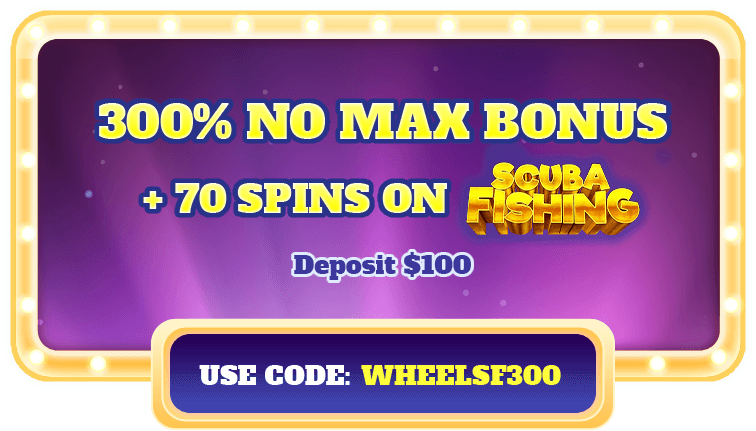 300% NO MAX BONUS
+ 70 SPINS ON SCUBA FISHING
Deposit $100
USE CODE: WHEELSF300